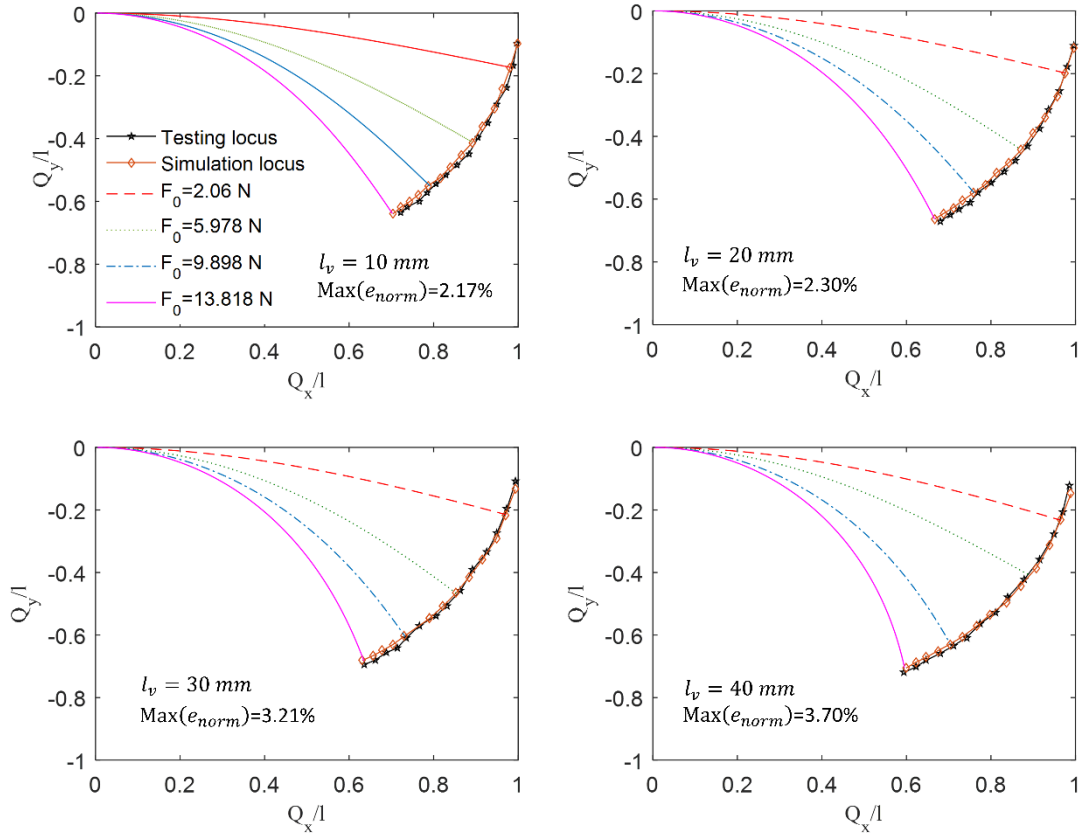 0
-0.2
-0.4
-0.6
-0.8
-1
Q_y/l
0 0.2 0.4 0.6 0.8 1
Q_x/l
Testing locus
Simulation locus
F_0=2.06 N
F_0=5.978 N
F_0=9.898 N
F_0=13.818 N
l_v = 10 mm
Max(e_norm)=2.17%
0
-0.2
-0.4
-0.6
-0.8
-1
Q_y/l
0 0.2 0.4 0.6 0.8 1
Q_x/l
l_v = 20 mm
Max(e_norm)=2.30%
0
-0.2
-0.4
-0.6
-0.8
-1
Q_y/l
0 0.2 0.4 0.6 0.8 1
Q_x/l
l_v = 30 mm
Max(e_norm)=3.21%
0
-0.2
-0.4
-0.6
-0.8
-1
Q_y/l
0 0.2 0.4 0.6 0.8 1
Q_x/l
l_v = 40 mm
Max(e_norm)=3.70%